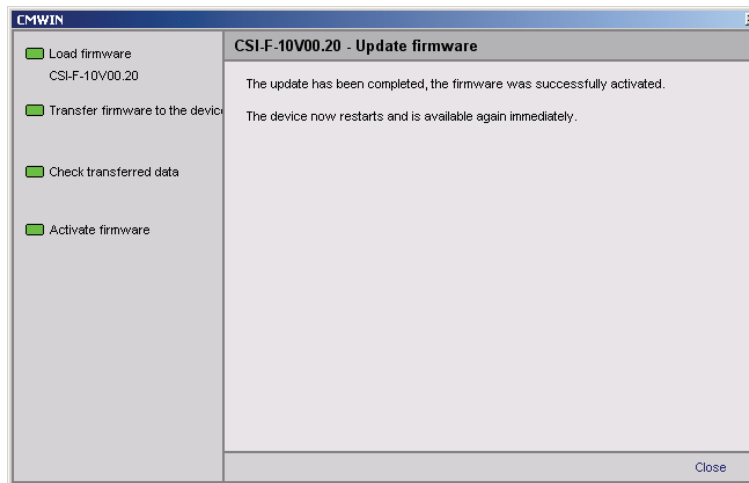 CMWIN
Load firmware
CSI-F-10V00.20
Transfer firmware to the device
Check transferred data
Activate firmware
CSI-F-10V00.20 - Update firmware
The update has been completed, the firmware was successfully activated.
The device now restarts and is available again immediately.
Close